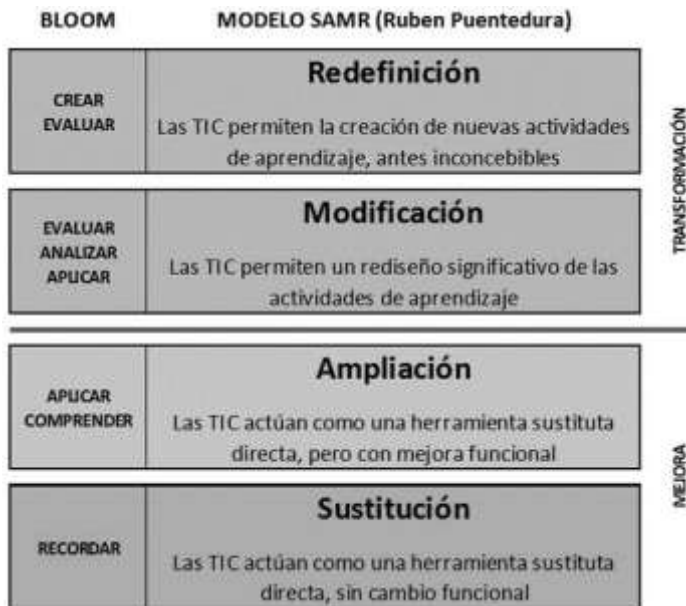 BLOOM
MODELO SAMR (Ruben Puentedura)
CREAR
EVALUAR
Redefinición
Las TIC permiten la creación de nuevas actividades
de aprendizaje, antes inconcebibles
EVALUAR
ANALIZAR
APLICAR
Modificación
Las TIC permiten un rediseño significativo de las
actividades de aprendizaje
TRANSFORMACIÓN
APLICAR
COMPRENDER
Ampliación
Las TIC actúan como una herramienta sustituta
directa, pero con mejora funcional
RECORDAR
Sustitución
Las TIC actúan como una herramienta sustituta
directa, sin cambio funcional
MEJORA